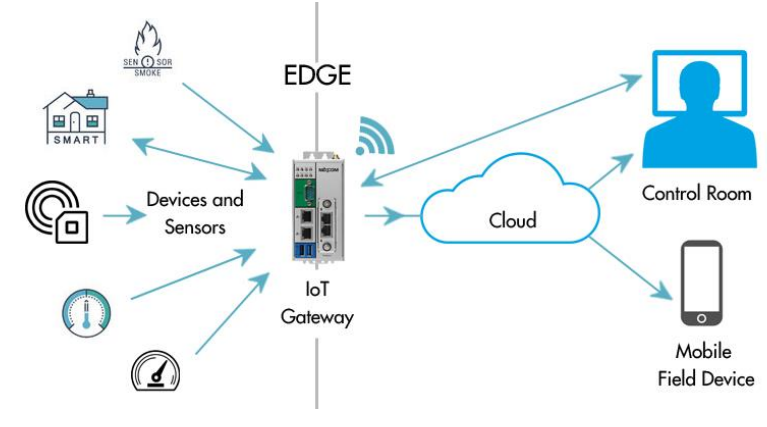 SEN SOR
SMOKE
EDGE
SMART
Devices and
Sensors
IoT
Gateway
Cloud
Control Room
Mobile
Field Device